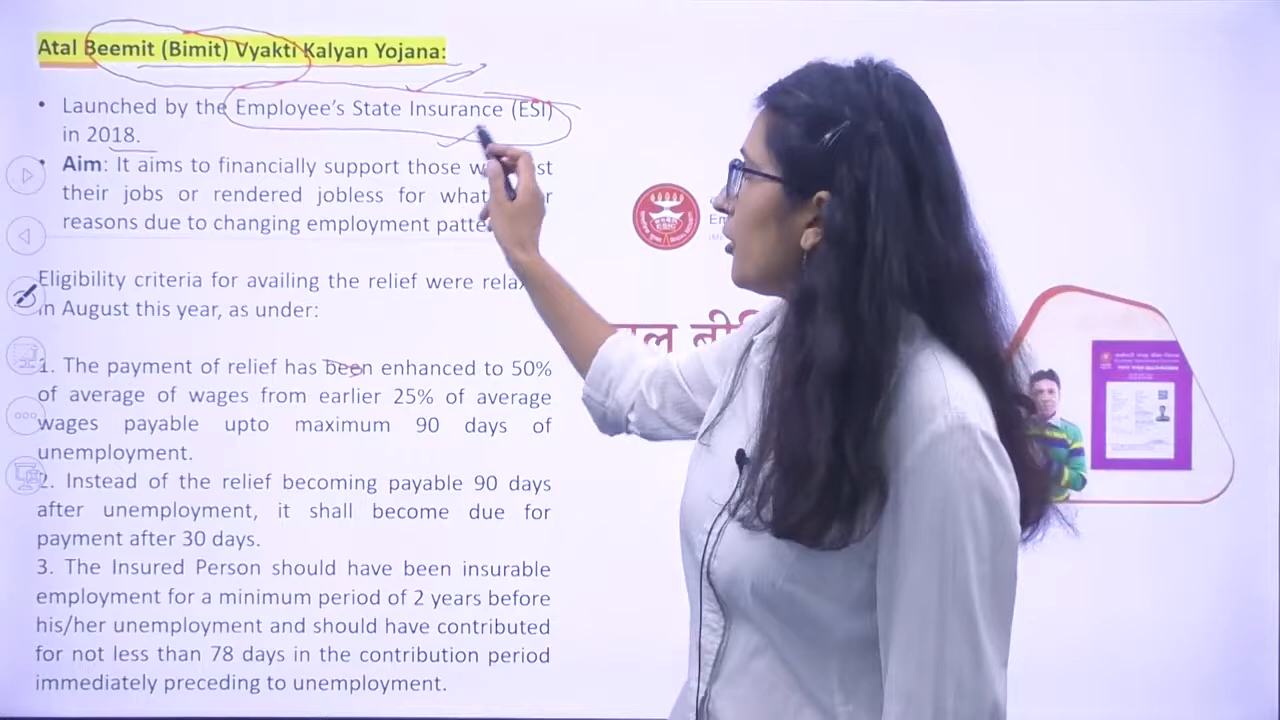 Atal Beemit (Bimit) Vyakti Kalyan Yojana:
• Launched by the Employee's State Insurance (ESI)
in 2018.
• Aim: It aims to financially support those st
their jobs or rendered jobless for what r
reasons due to changing employment patte
Em
Eligibility criteria for availing the relief were rela
in August this year, as under:
1. The payment of relief has been enhanced to 50%
of average of wages from earlier 25% of average
wages payable upto maximum 90 days of
unemployment.
2. Instead of the relief becoming payable 90 days
after unemployment, it shall become due for
payment after 30 days.
3. The Insured Person should have been insurable
employment for a minimum period of 2 years before
his/her unemployment and should have contributed
for not less than 78 days in the contribution period
immediately preceding to unemployment.